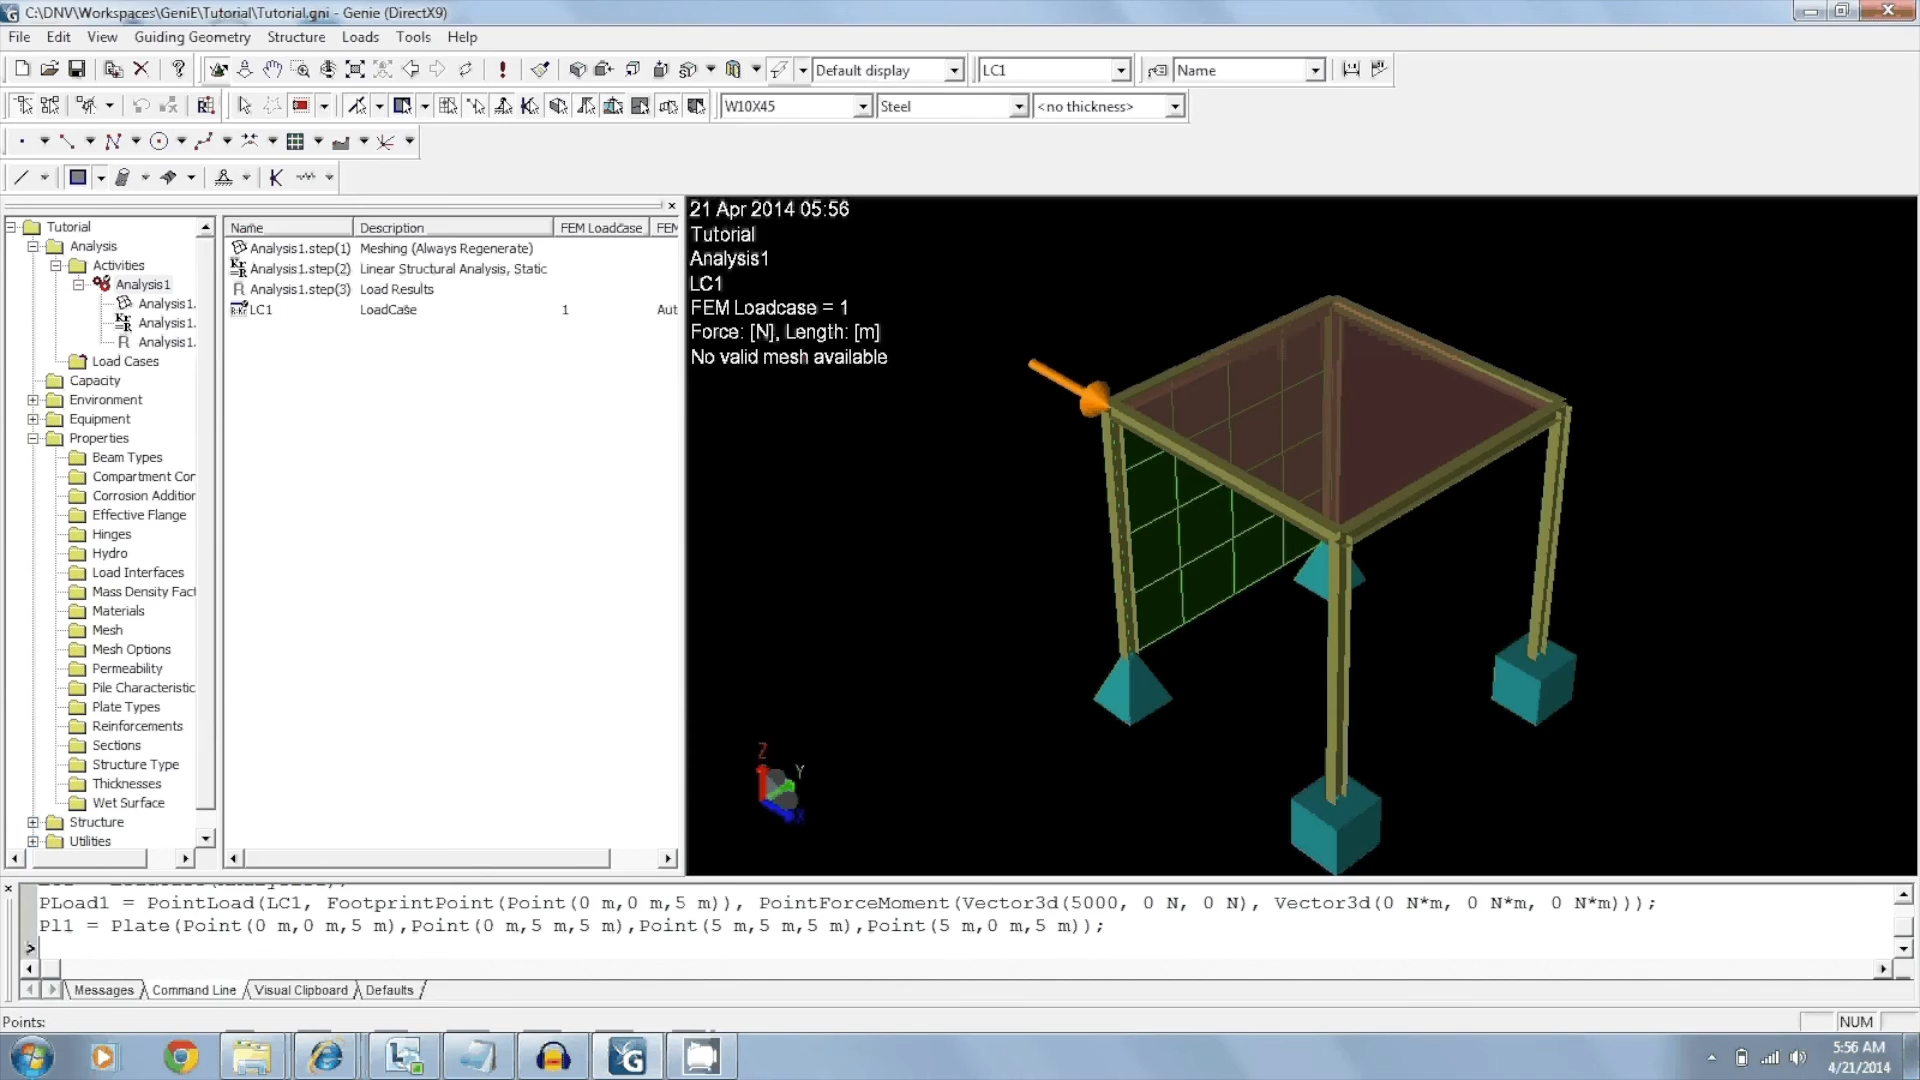 C:\DNV\Workspaces\GeniE\Tutorial\Tutorial.gni - Genie (DirectX9)
File Edit View Guiding Geometry Structure Loads Tools Help
Default display LC1 Name
W10X45 Steel <no thickness>
Tutorial
Analysis
Activities
Analysis1
Analysis1.
Analysis1.
Analysis1.
Load Cases
Capacity
Environment
Equipment
Properties
Beam Types
Compartment Cor
Corrosion Addition
Effective Flange
Hinges
Hydro
Load Interfaces
Mass Density Fact
Materials
Mesh
Mesh Options
Permeability
Pile Characteristic
Plate Types
Reinforcements
Sections
Structure Type
Thicknesses
Wet Surface
Structure
Utilities
Name Description FEM Loadcase FEM
Analysis1.step(1) Meshing (Always Regenerate)
Analysis1.step(2) Linear Structural Analysis, Static
Analysis1.step(3) Load Results
LC1 LoadCase 1 Aut
21 Apr 2014 05:56
Tutorial
Analysis1
LC1
FEM Loadcase = 1
Force: [N], Length: [m]
No valid mesh available
Z
Y
X
PLoad1 = PointLoad(LC1, FootprintPoint(Point(0 m,0 m,5 m)), PointForceMoment(Vector3d(5000, 0 N, 0 N), Vector3d(0 N*m, 0 N*m, 0 N*m)));
Pl1 = Plate(Point(0 m,0 m,5 m),Point(0 m,5 m,5 m),Point(5 m,5 m,5 m),Point(5 m,0 m,5 m));
>
Messages Command Line Visual Clipboard Defaults
Points:
NUM
5:56 AM
4/21/2014